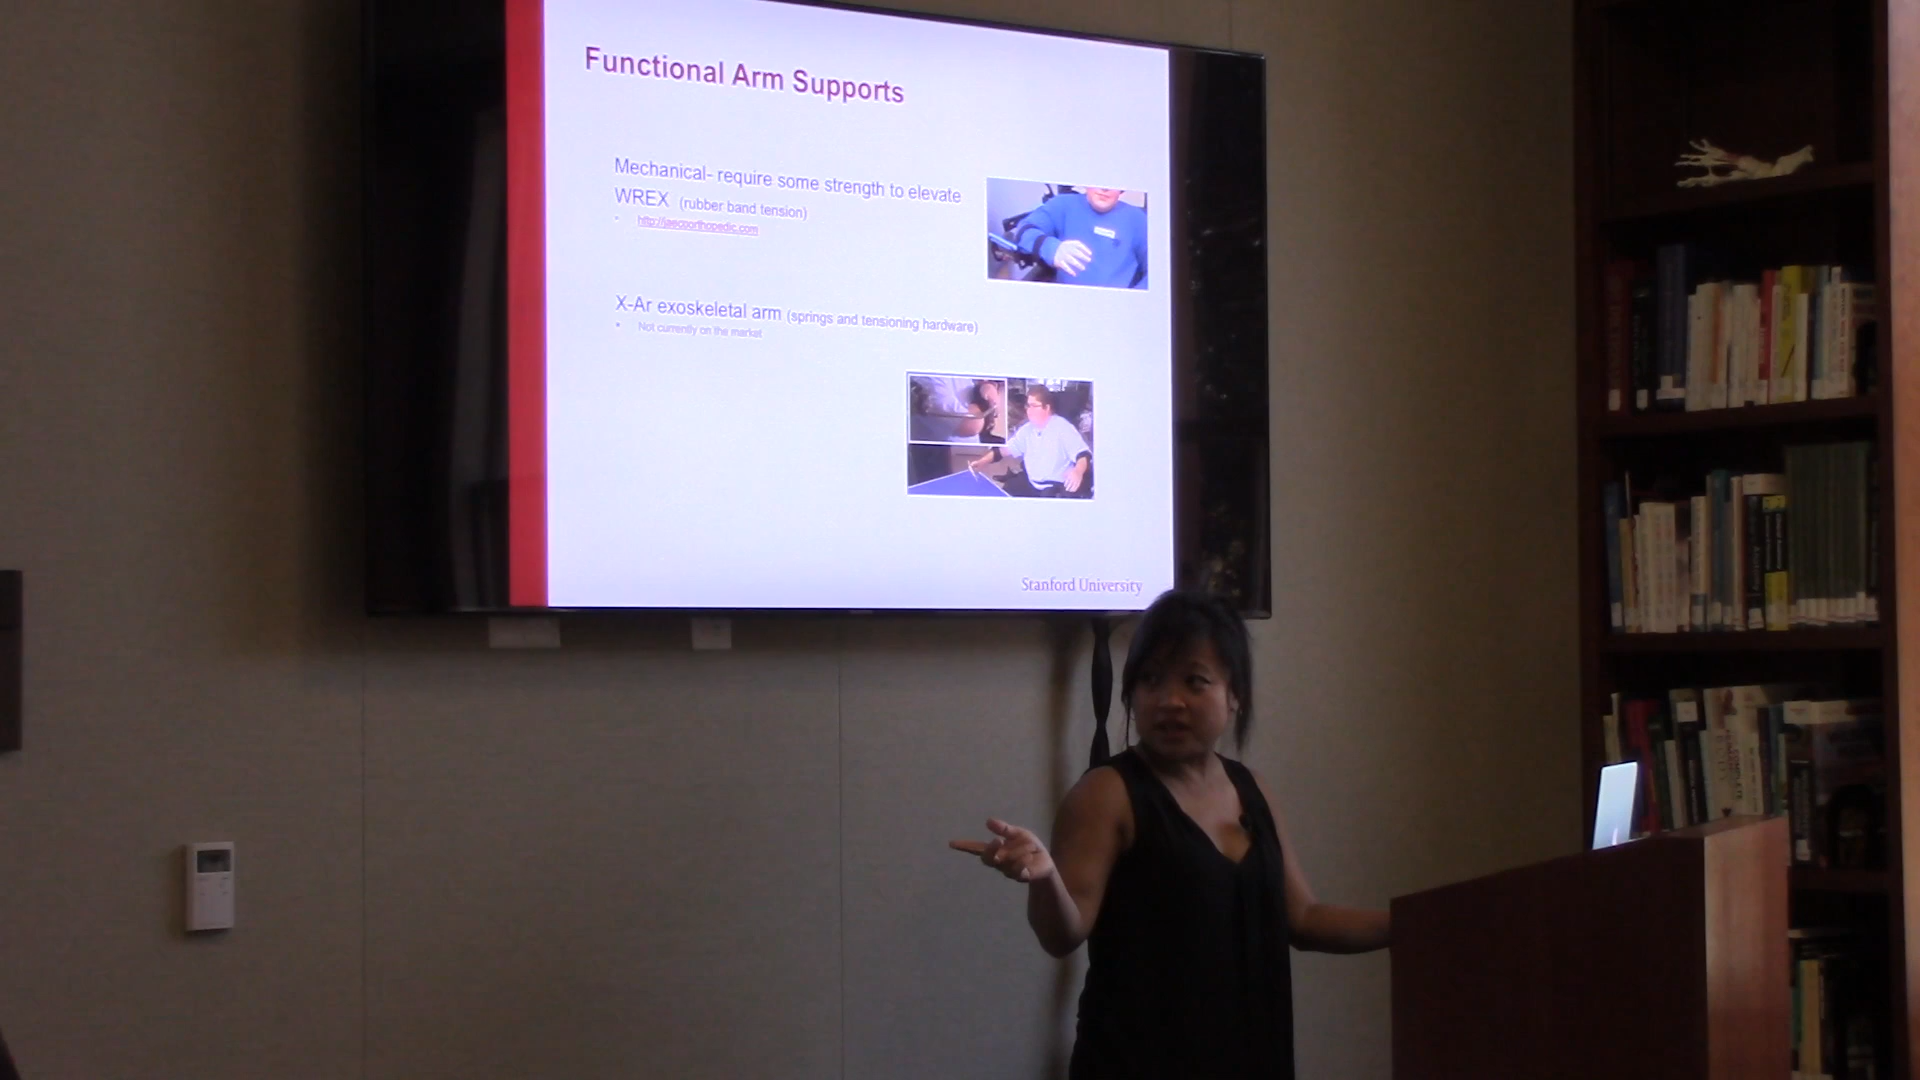 Functional Arm Supports
Mechanical- require some strength to elevate
WREX (rubber band tension)
http://jaecoorthopedic.com
X-Ar exoskeletal arm (springs and tensioning hardware)
Not currently on the market
Stanford University